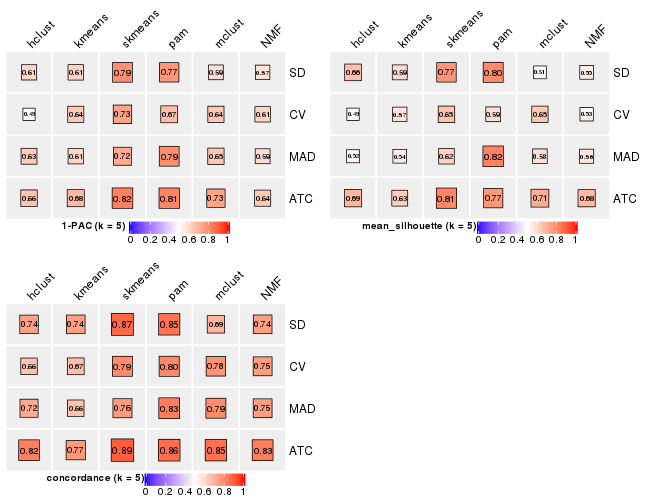 hclust kmeans skmeans pam mclust NMF
0.61 0.61 0.79 0.77 0.59 0.57 SD
0.49 0.64 0.73 0.67 0.64 0.61 CV
0.63 0.61 0.72 0.79 0.65 0.59 MAD
0.66 0.68 0.82 0.81 0.73 0.64 ATC
1-PAC (k = 5)
0 0.2 0.4 0.6 0.8 1
hclust kmeans skmeans pam mclust NMF
0.66 0.59 0.77 0.80 0.51 0.55 SD
0.49 0.57 0.65 0.59 0.65 0.53 CV
0.52 0.54 0.62 0.82 0.58 0.56 MAD
0.69 0.63 0.81 0.77 0.71 0.68 ATC
mean_silhouette (k = 5)
0 0.2 0.4 0.6 0.8 1
hclust kmeans skmeans pam mclust NMF
0.74 0.74 0.87 0.85 0.69 0.74 SD
0.66 0.67 0.79 0.80 0.78 0.75 CV
0.72 0.66 0.76 0.83 0.79 0.75 MAD
0.82 0.77 0.89 0.86 0.85 0.83 ATC
concordance (k = 5)
0 0.2 0.4 0.6 0.8 1